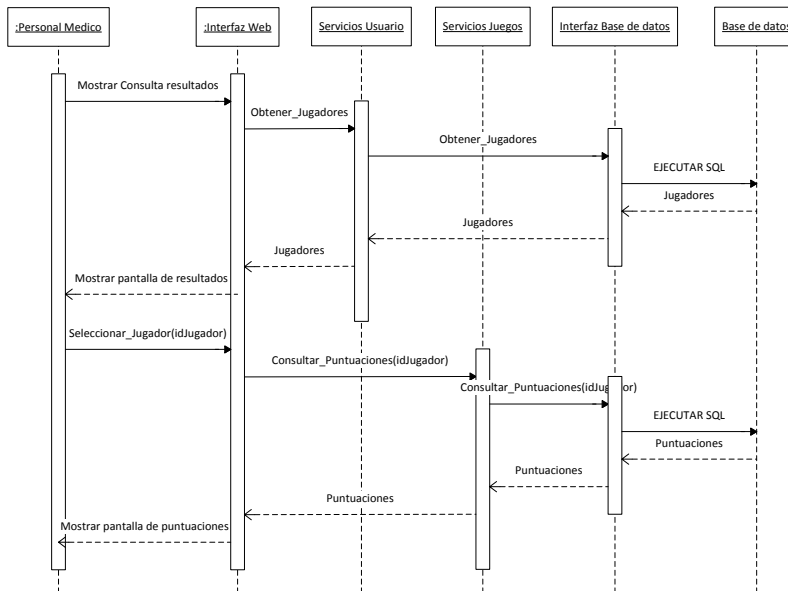 :Personal Medico
:Interfaz Web
Servicios Usuario
Servicios Juegos
Interfaz Base de datos
Base de datos
Mostrar Consulta resultados
Obtener_Jugadores
Obtener_Jugadores
EJECUTAR SQL
Jugadores
Jugadores
Jugadores
Mostrar pantalla de resultados
Seleccionar_Jugador(idJugador)
Consultar_Puntuaciones(idJugador)
Consultar_Puntuaciones(idJugador)
EJECUTAR SQL
Puntuaciones
Puntuaciones
Puntuaciones
Mostrar pantalla de puntuaciones